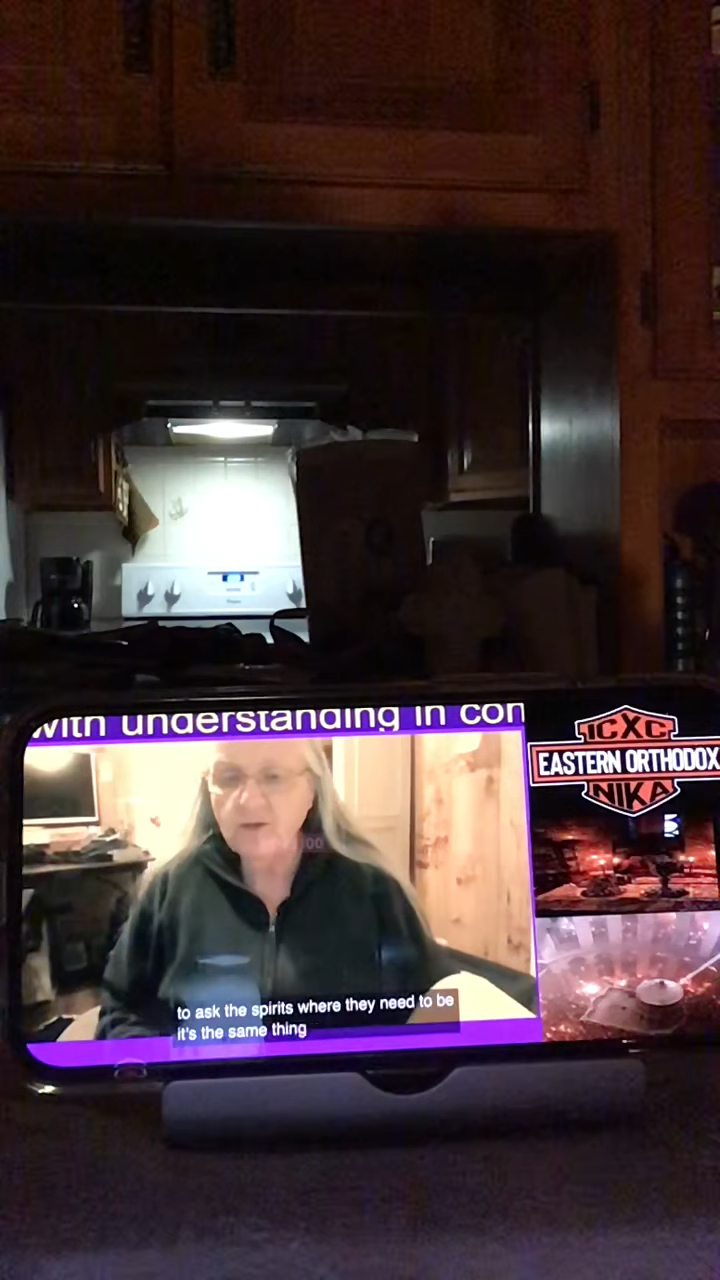 with understanding in con
ICXC
EASTERN ORTHODOX
NIKA
to ask the spirits where they need to be
it's the same thing